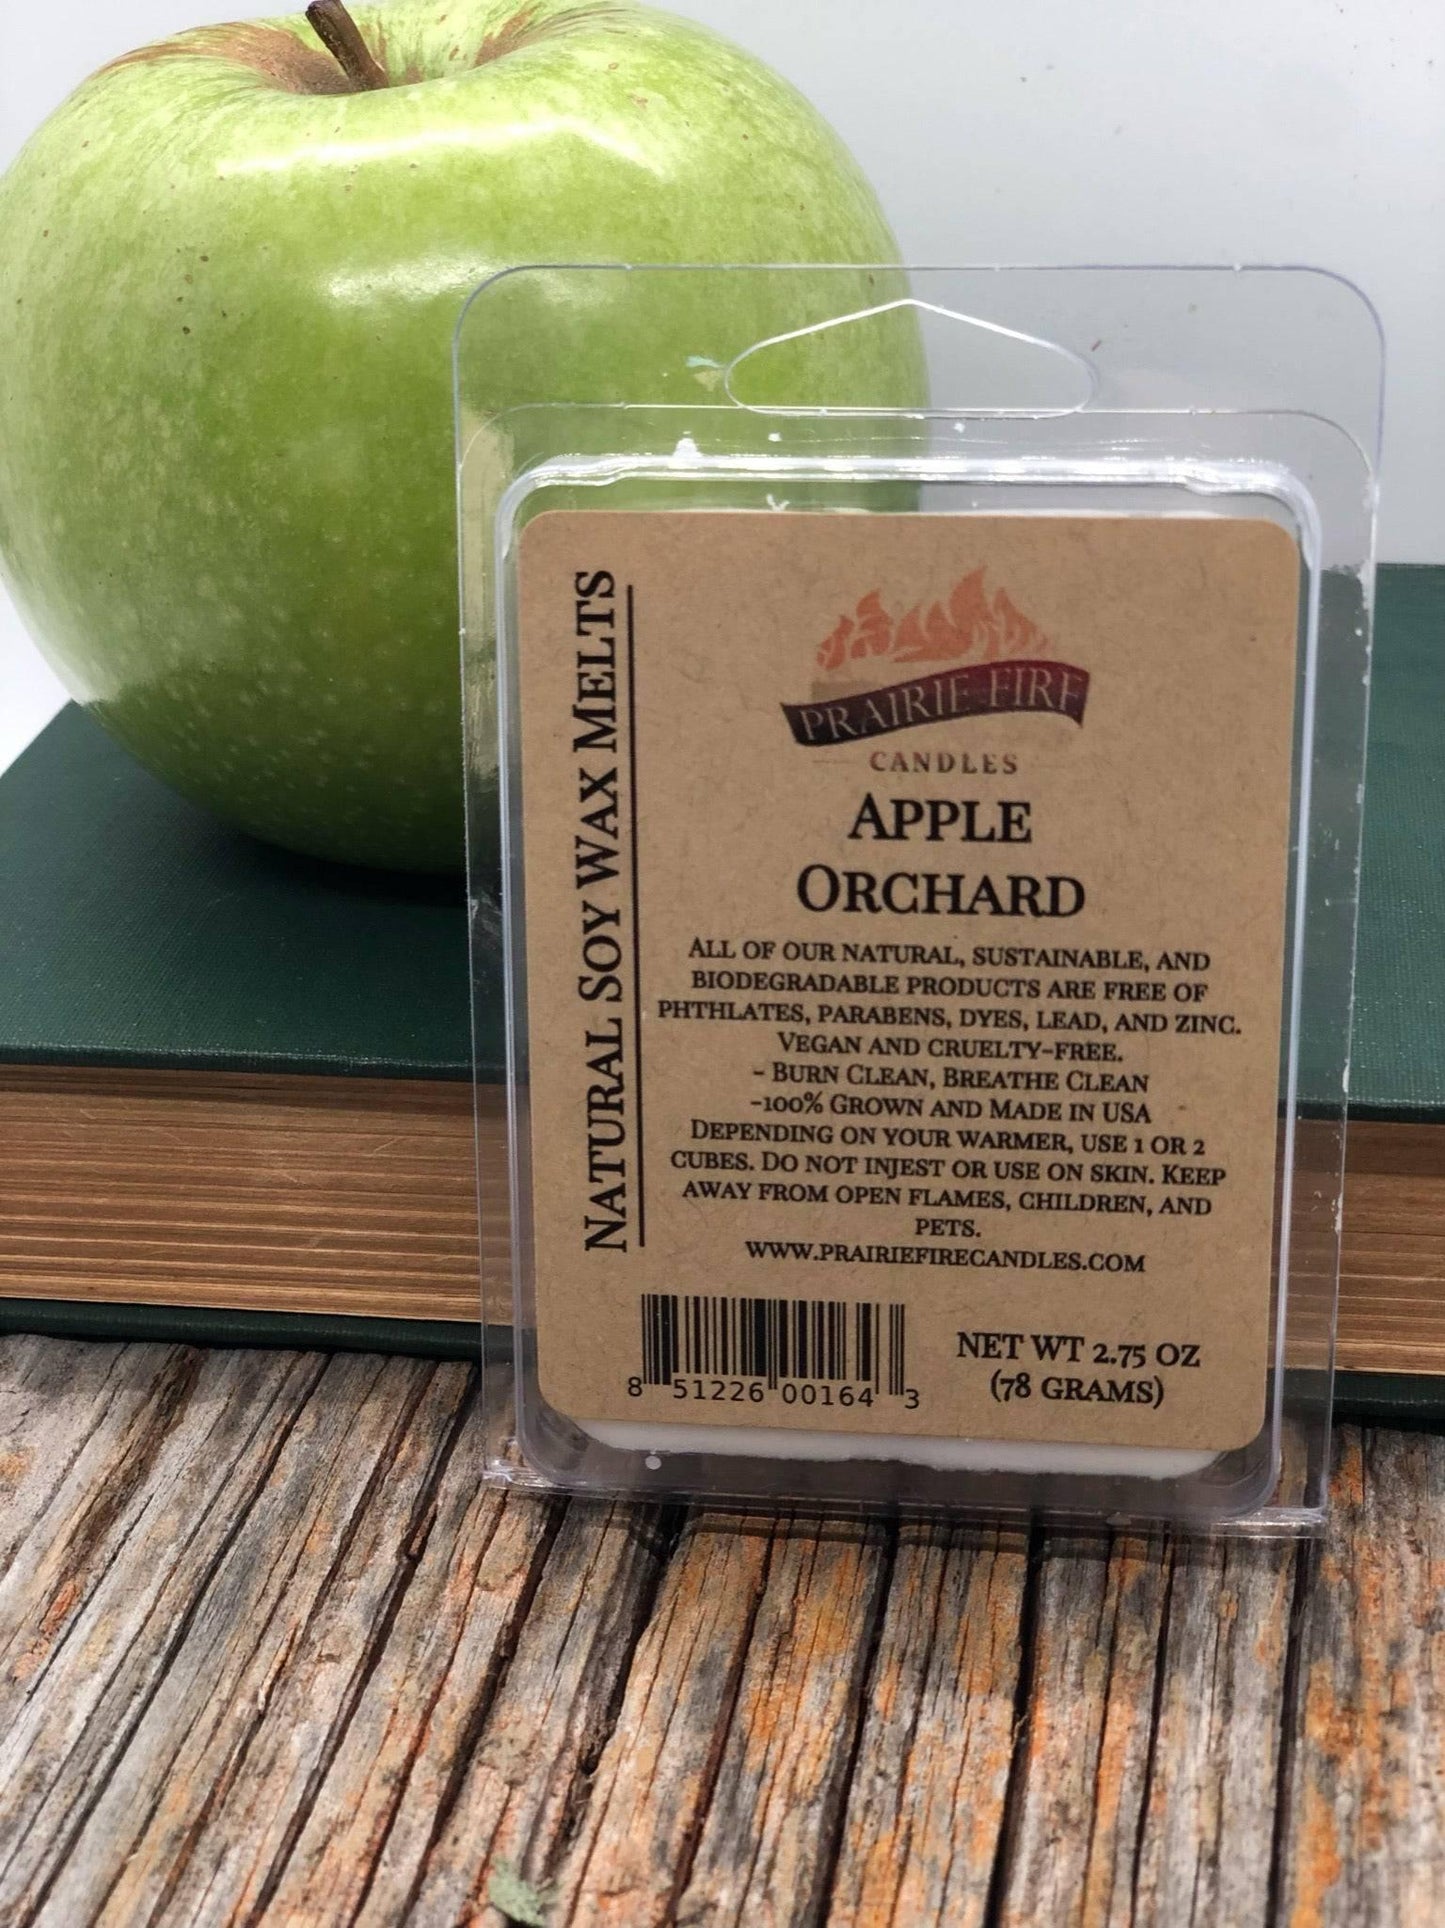 NATURAL SOY WAX MELTS
PRAIRIE FIRE
CANDLES
APPLE
ORCHARD
ALL OF OUR NATURAL, SUSTAINABLE, AND
BIODEGRADABLE PRODUCTS ARE FREE OF
PHTHLATES, PARABENS, DYES, LEAD, AND ZINC.
VEGAN AND CRUELTY-FREE.
- BURN CLEAN, BREATHE CLEAN
-100% GROWN AND MADE IN USA
DEPENDING ON YOUR WARMER, USE 1 OR 2
CUBES. DO NOT INJEST OR USE ON SKIN. KEEP
AWAY FROM OPEN FLAMES, CHILDREN, AND
PETS.
WWW.PRAIRIEFIRECANDLES.COM
8 51226 00164 3
NET WT 2.75 OZ
(78 GRAMS)